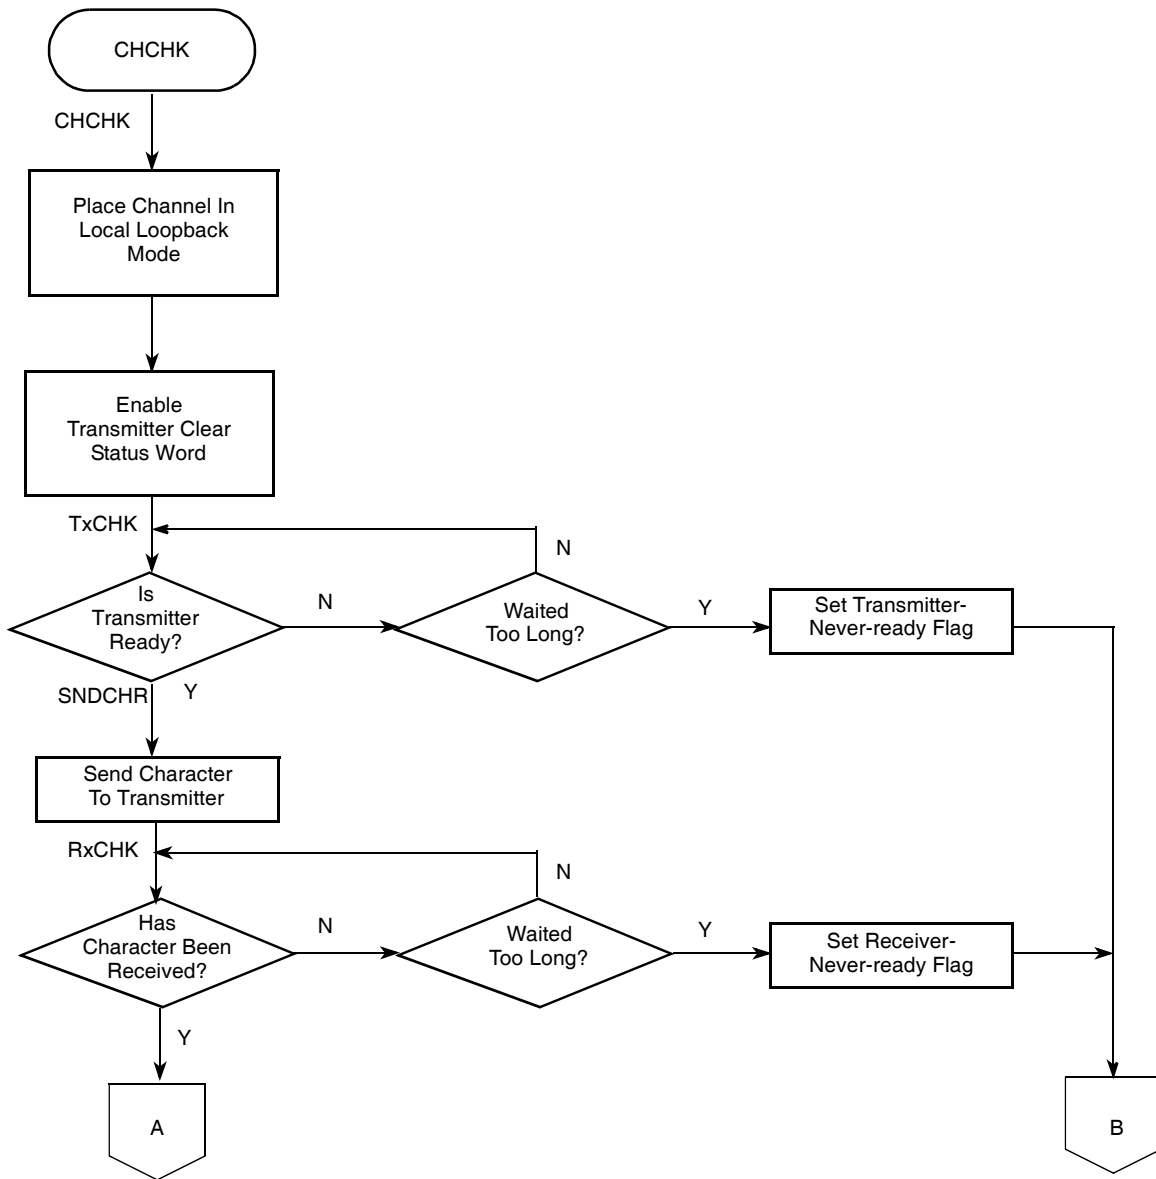 CHCHK
CHCHK
Place Channel In
Local Loopback
Mode
Enable
Transmitter Clear
Status Word
TxCHK
N
Is
Transmitter
Ready?
N
Waited
Too Long?
Y
Set Transmitter-
Never-ready Flag
SNDCHR
Y
Send Character
To Transmitter
RxCHK
N
Has
Character Been
Received?
N
Waited
Too Long?
Y
Set Receiver-
Never-ready Flag
Y
A
B